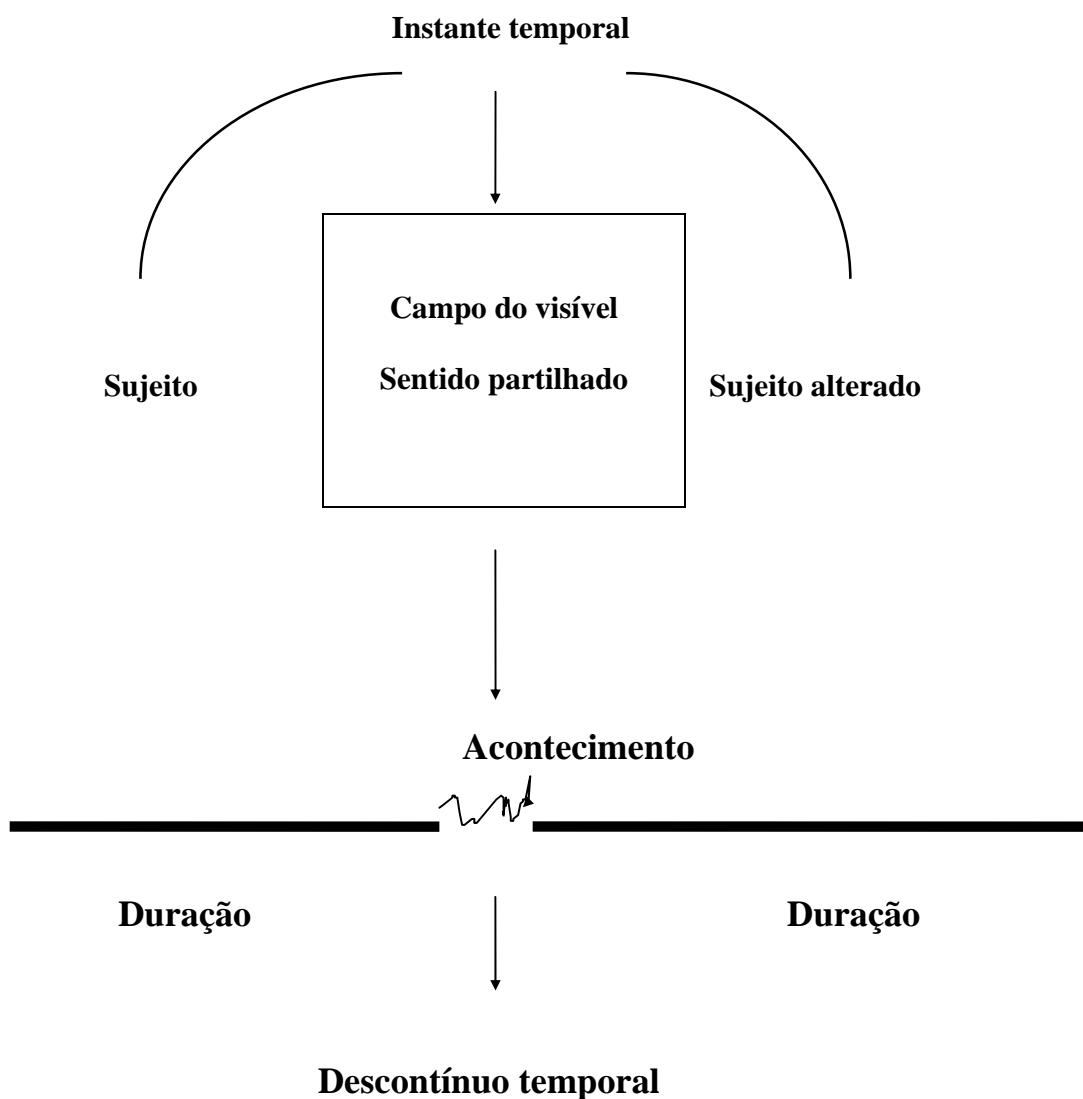 Instante temporal
Campo do visível
Sentido partilhado
Sujeito
Sujeito alterado
Acontecimento
Duração
Duração
Descontínuo temporal